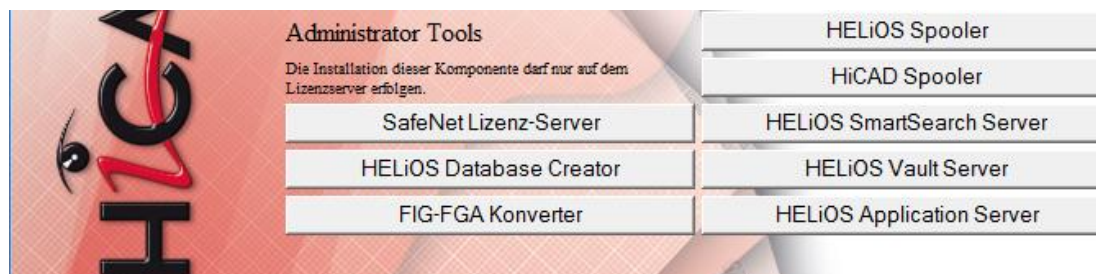 HiCA
Administrator Tools
Die Installation dieser Komponente darf nur auf dem
Lizenzserver erfolgen.
SafeNet Lizenz-Server
HELiOS Database Creator
FIG-FGA Konverter
HELiOS Spooler
HiCAD Spooler
HELiOS SmartSearch Server
HELiOS Vault Server
HELiOS Application Server